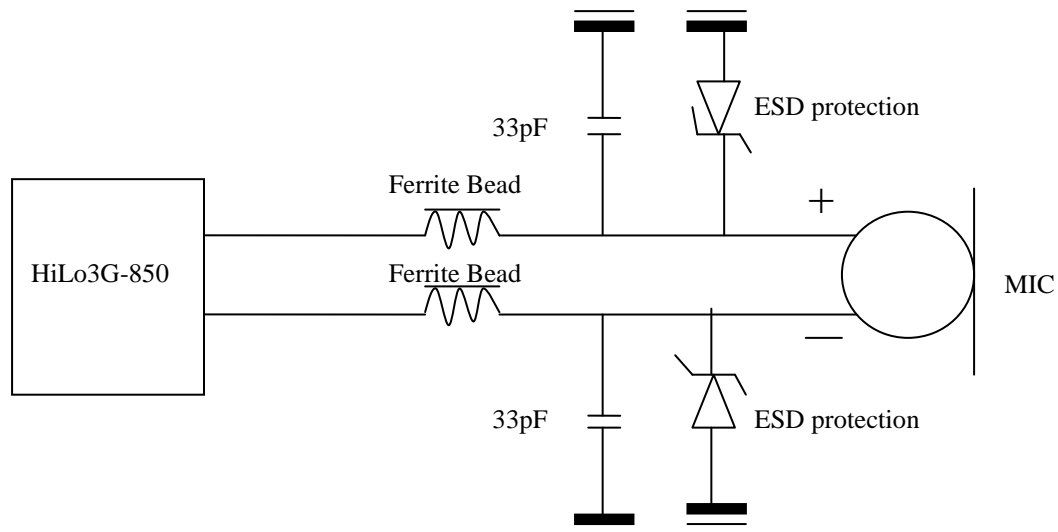 ESD protection
33pF
Ferrite Bead
+
HiLo3G-850
Ferrite Bead
MIC
—
33pF
ESD protection